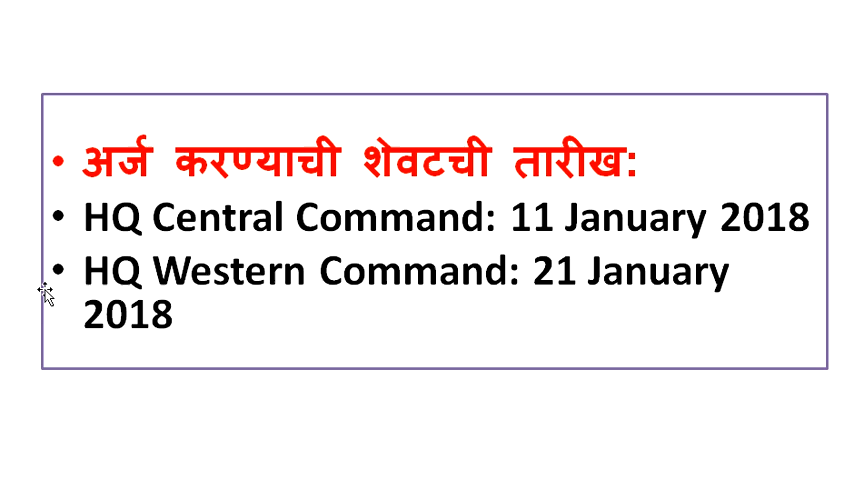 • अर्ज करण्याची शेवटची तारीख:
• HQ Central Command: 11 January 2018
• HQ Western Command: 21 January
2018